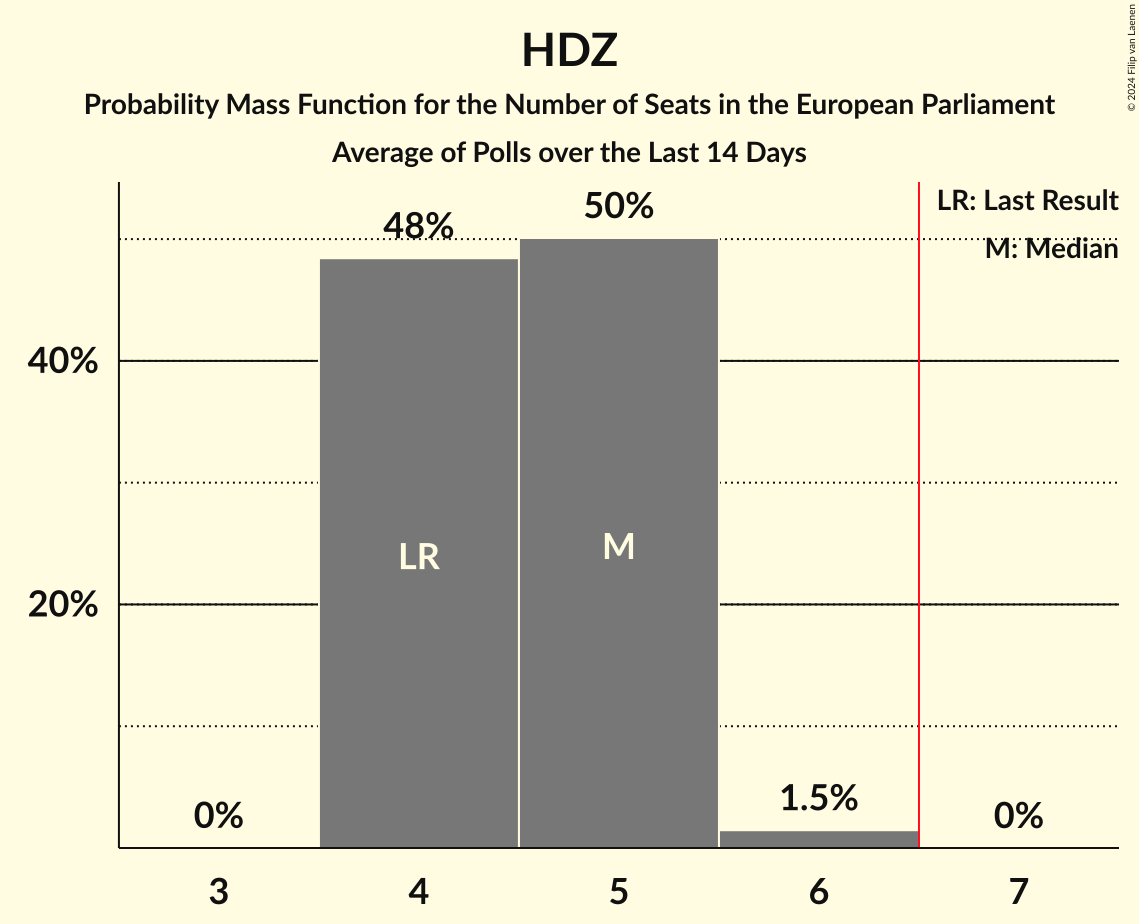 HDZ
Probability Mass Function for the Number of Seats in the European Parliament
Average of Polls over the Last 14 Days
© 2024 Filip van Laenen
LR: Last Result
M: Median
48%
50%
40%
20%
LR
M
0%
1.5%
0%
3
4
5
6
7